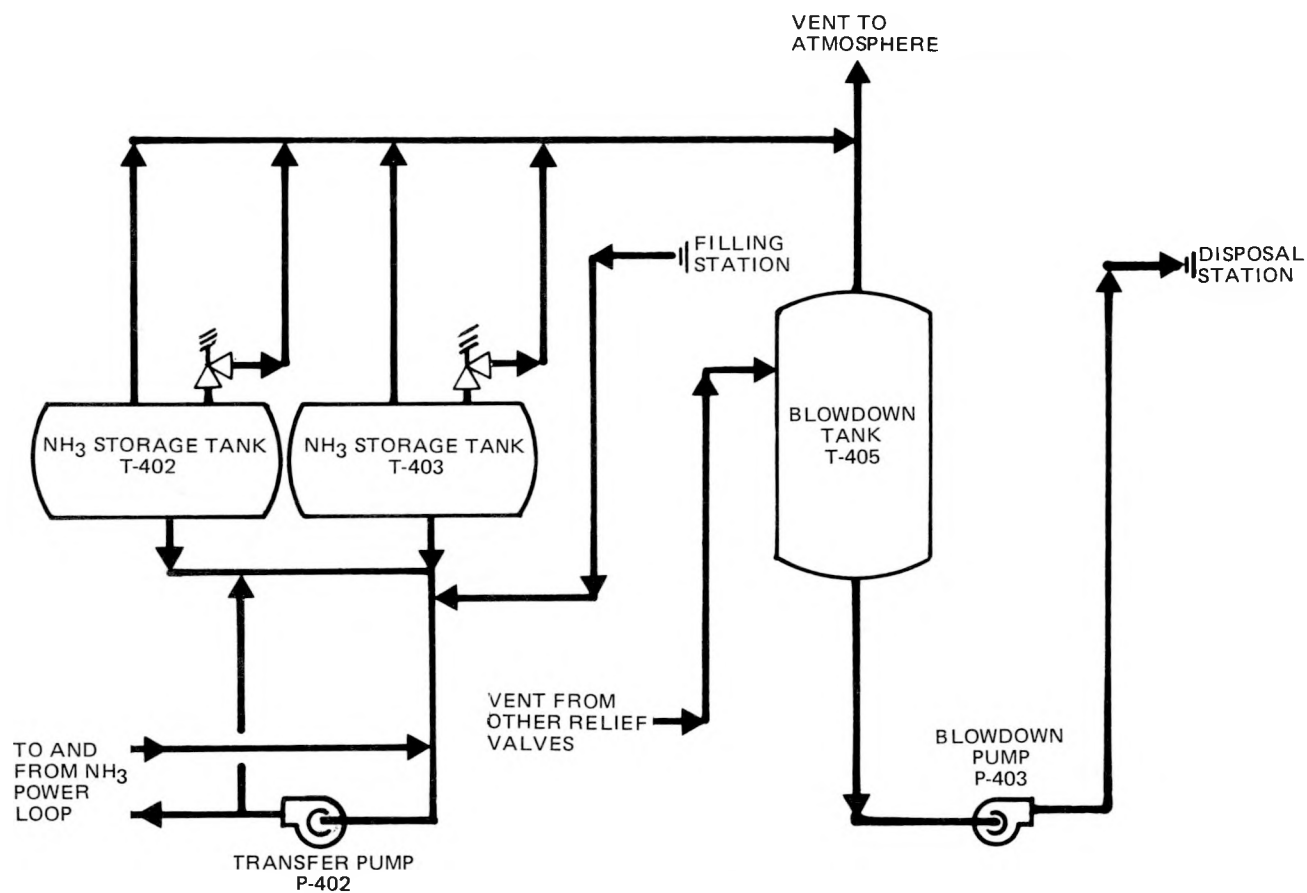 VENT TO
ATMOSPHERE
FILLING
STATION
DISPOSAL
STATION
NH₃ STORAGE TANK
T-402
NH₃ STORAGE TANK
T-403
BLOWDOWN
TANK
T-405
VENT FROM
OTHER RELIEF
VALVES
TO AND
FROM NH₃
POWER
LOOP
BLOWDOWN
PUMP
P-403
TRANSFER PUMP
P-402